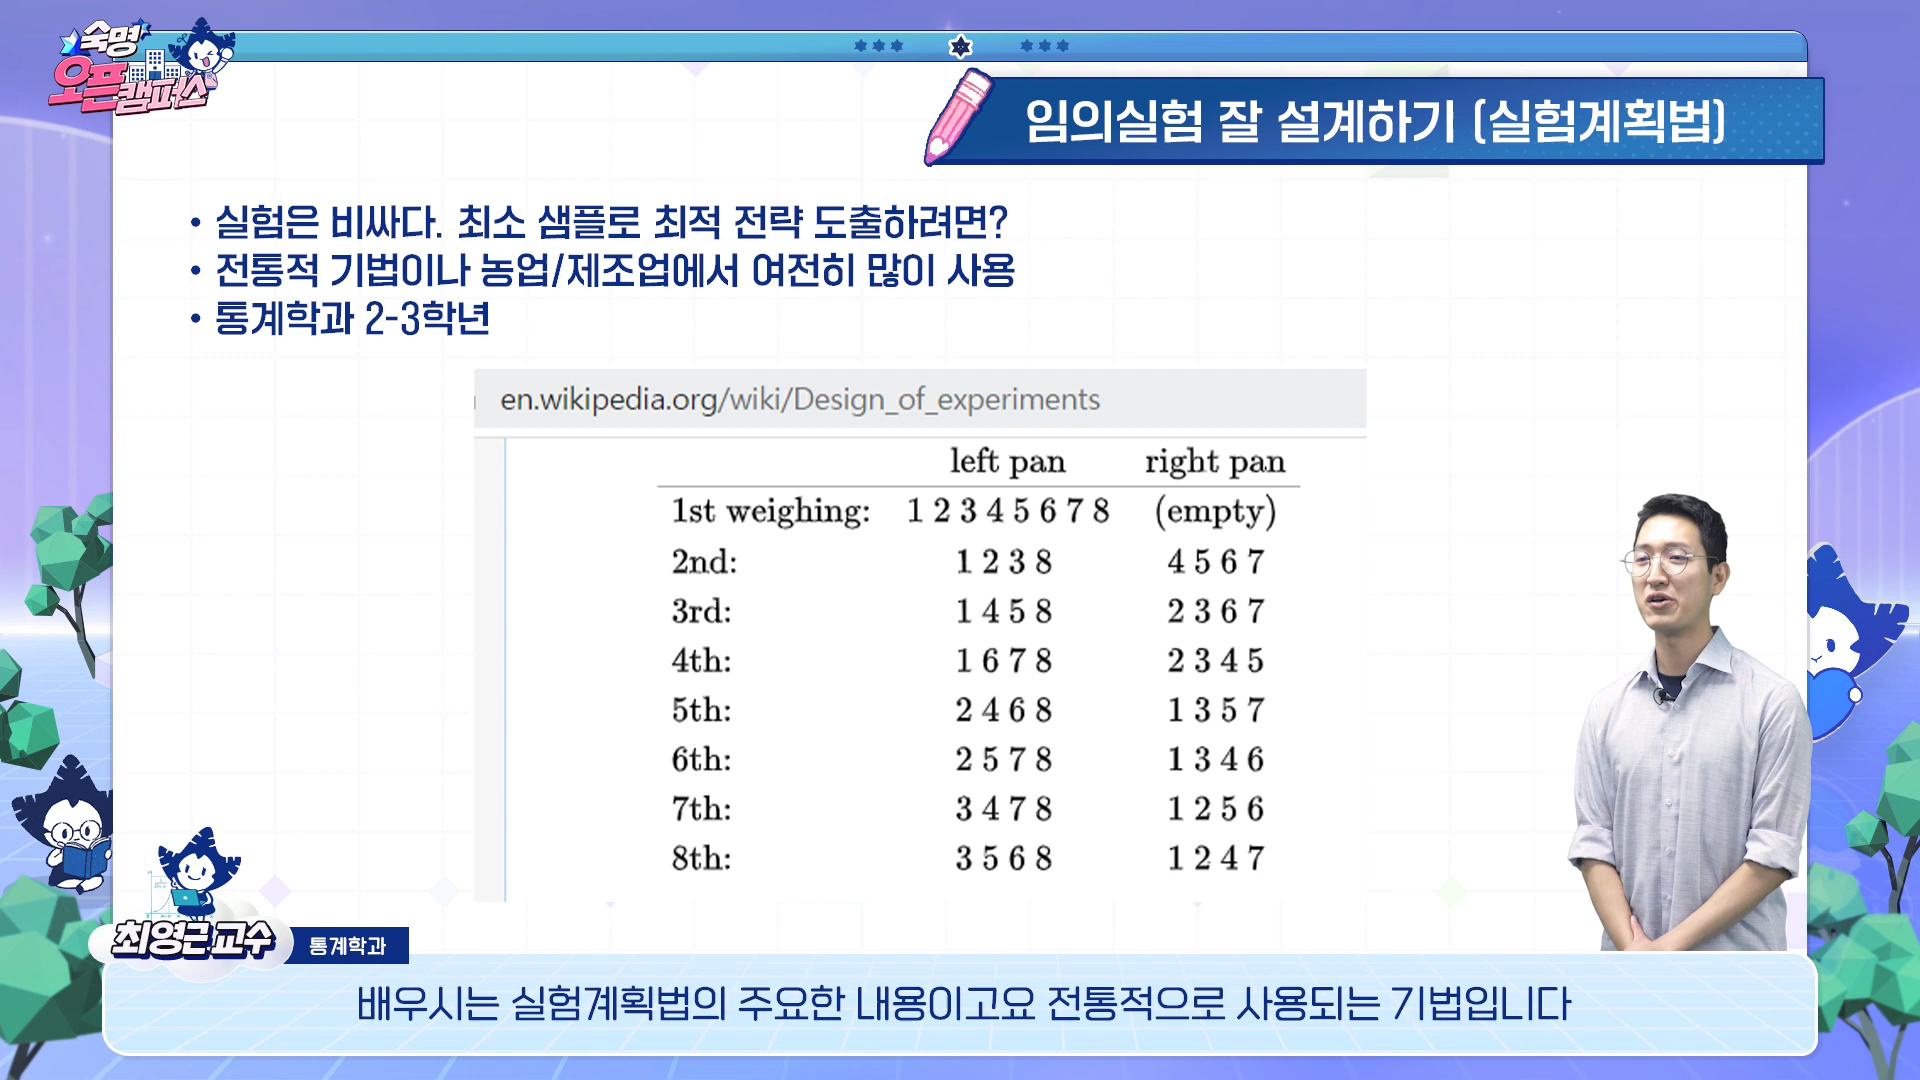 숙명
오픈캠퍼스
임의실험 잘 설계하기 (실험계획법)
• 실험은 비싸다. 최소 샘플로 최적 전략 도출하려면?
• 전통적 기법이나 농업/제조업에서 여전히 많이 사용
• 통계학과 2-3학년
en.wikipedia.org/wiki/Design_of_experiments
left pan right pan
1st weighing: 1 2 3 4 5 6 7 8 (empty)
2nd: 1 2 3 8 4 5 6 7
3rd: 1 4 5 8 2 3 6 7
4th: 1 6 7 8 2 3 4 5
5th: 2 4 6 8 1 3 5 7
6th: 2 5 7 8 1 3 4 6
7th: 3 4 7 8 1 2 5 6
8th: 3 5 6 8 1 2 4 7
최영근 교수 통계학과
배우시는 실험계획법의 주요한 내용이고요 전통적으로 사용되는 기법입니다